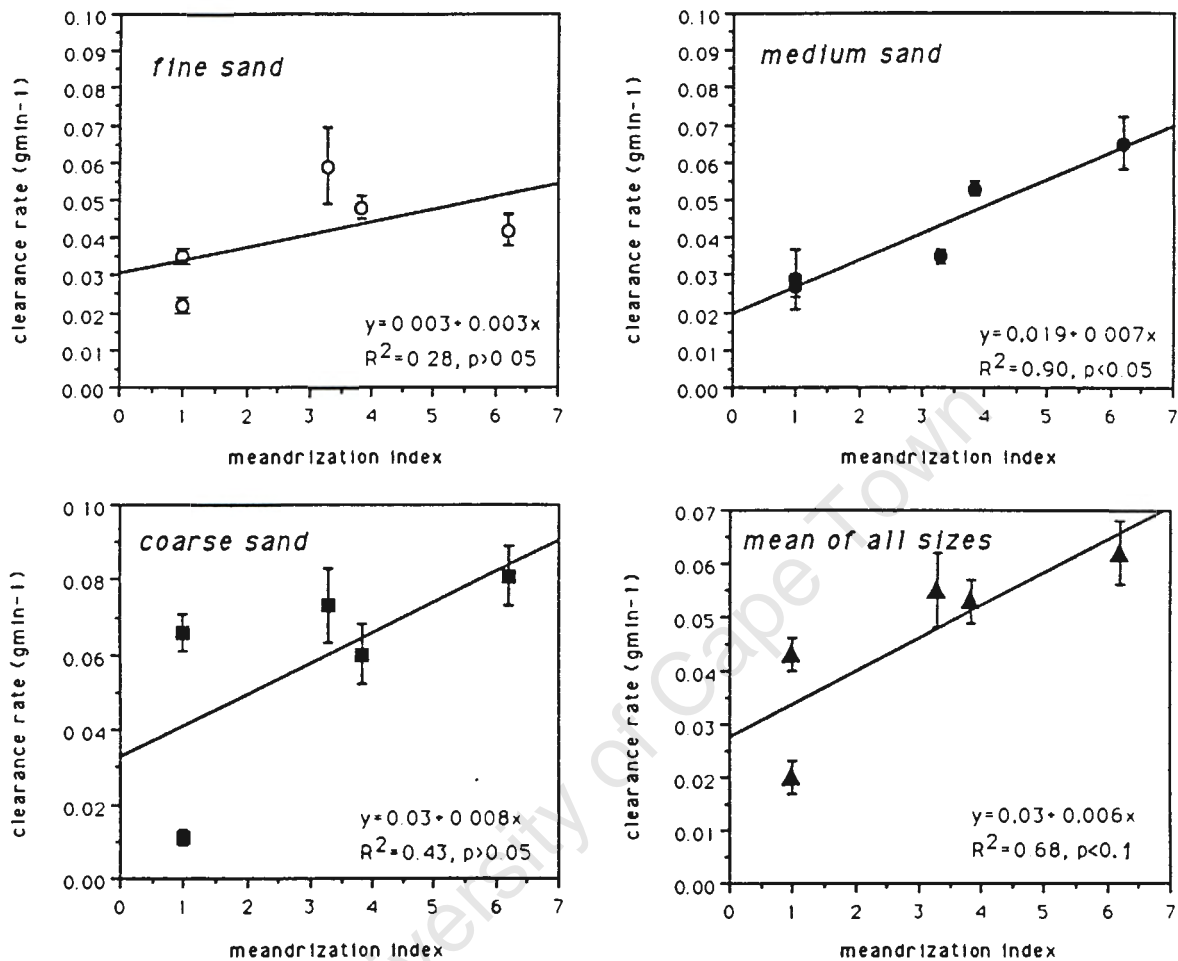 fine sand
clearance rate (gmin-1)
0.10
0.09
0.08
0.07
0.06
0.05
0.04
0.03
0.02
0.01
0.00
y=0.003+0.003x
R2=0.28, p>0.05
0 1 2 3 4 5 6 7
meandrization index
medium sand
clearance rate (gmin-1)
0.10
0.09
0.08
0.07
0.06
0.05
0.04
0.03
0.02
0.01
0.00
y=0,019+0.007x
R2=0.90, p<0.05
0 1 2 3 4 5 6 7
meandrization index
coarse sand
clearance rate (gmin-1)
0.10
0.08
0.06
0.04
0.02
0.00
y=0.03+0.008x
R2=0.43, p>0.05
0 1 2 3 4 5 6 7
meandrization index
mean of all sizes
clearance rate (gmin-1)
0.07
0.06
0.05
0.04
0.03
0.02
0.01
0.00
y=0.03+0.006x
R2=0.68, p<0.1
0 1 2 3 4 5 6 7
meandrization index
versity of Cape Town